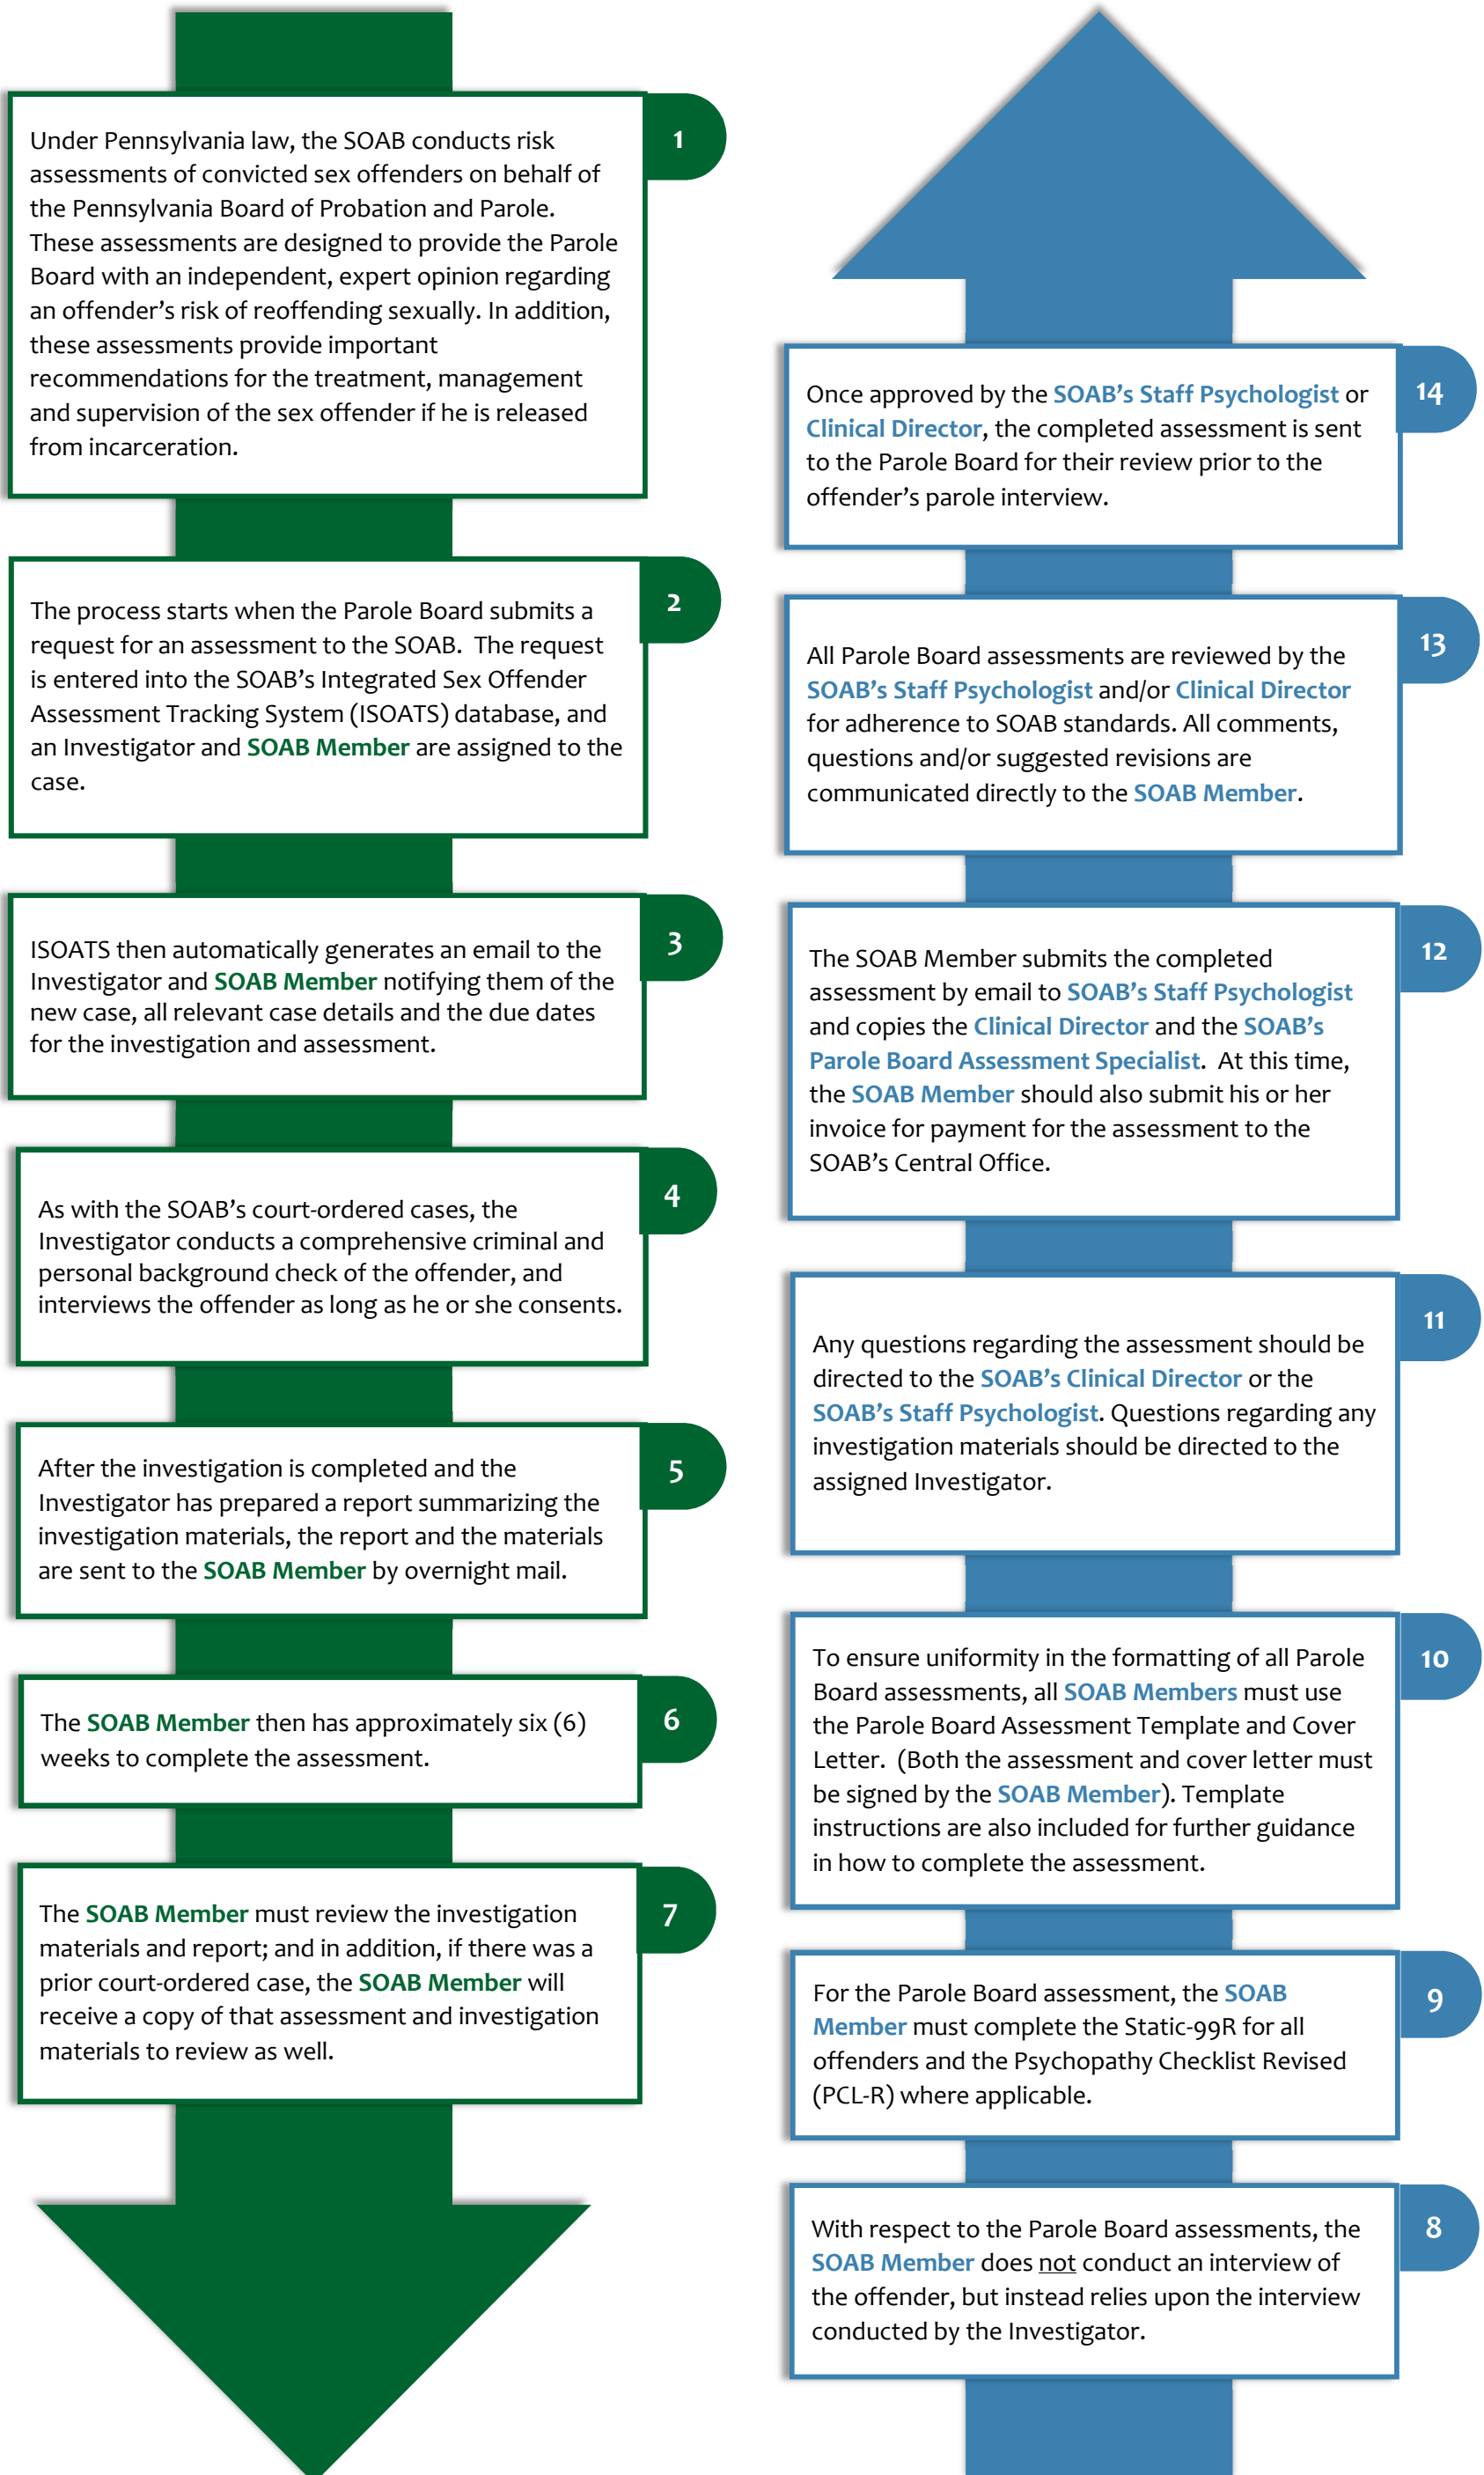 1
Under Pennsylvania law, the SOAB conducts risk
assessments of convicted sex offenders on behalf of
the Pennsylvania Board of Probation and Parole.
These assessments are designed to provide the Parole
Board with an independent, expert opinion regarding
an offender’s risk of reoffending sexually. In addition,
these assessments provide important
recommendations for the treatment, management
and supervision of the sex offender if he is released
from incarceration.
2
The process starts when the Parole Board submits a
request for an assessment to the SOAB. The request
is entered into the SOAB’s Integrated Sex Offender
Assessment Tracking System (ISOATS) database, and
an Investigator and SOAB Member are assigned to the
case.
3
ISOATS then automatically generates an email to the
Investigator and SOAB Member notifying them of the
new case, all relevant case details and the due dates
for the investigation and assessment.
4
As with the SOAB’s court-ordered cases, the
Investigator conducts a comprehensive criminal and
personal background check of the offender, and
interviews the offender as long as he or she consents.
5
After the investigation is completed and the
Investigator has prepared a report summarizing the
investigation materials, the report and the materials
are sent to the SOAB Member by overnight mail.
6
The SOAB Member then has approximately six (6)
weeks to complete the assessment.
7
The SOAB Member must review the investigation
materials and report; and in addition, if there was a
prior court-ordered case, the SOAB Member will
receive a copy of that assessment and investigation
materials to review as well.
8
With respect to the Parole Board assessments, the
SOAB Member does not conduct an interview of
the offender, but instead relies upon the interview
conducted by the Investigator.
9
For the Parole Board assessment, the SOAB
Member must complete the Static-99R for all
offenders and the Psychopathy Checklist Revised
(PCL-R) where applicable.
10
To ensure uniformity in the formatting of all Parole
Board assessments, all SOAB Members must use
the Parole Board Assessment Template and Cover
Letter. (Both the assessment and cover letter must
be signed by the SOAB Member). Template
instructions are also included for further guidance
in how to complete the assessment.
11
Any questions regarding the assessment should be
directed to the SOAB’s Clinical Director or the
SOAB’s Staff Psychologist. Questions regarding any
investigation materials should be directed to the
assigned Investigator.
12
The SOAB Member submits the completed
assessment by email to SOAB’s Staff Psychologist
and copies the Clinical Director and the SOAB’s
Parole Board Assessment Specialist. At this time,
the SOAB Member should also submit his or her
invoice for payment for the assessment to the
SOAB’s Central Office.
13
All Parole Board assessments are reviewed by the
SOAB’s Staff Psychologist and/or Clinical Director
for adherence to SOAB standards. All comments,
questions and/or suggested revisions are
communicated directly to the SOAB Member.
14
Once approved by the SOAB’s Staff Psychologist or
Clinical Director, the completed assessment is sent
to the Parole Board for their review prior to the
offender’s parole interview.